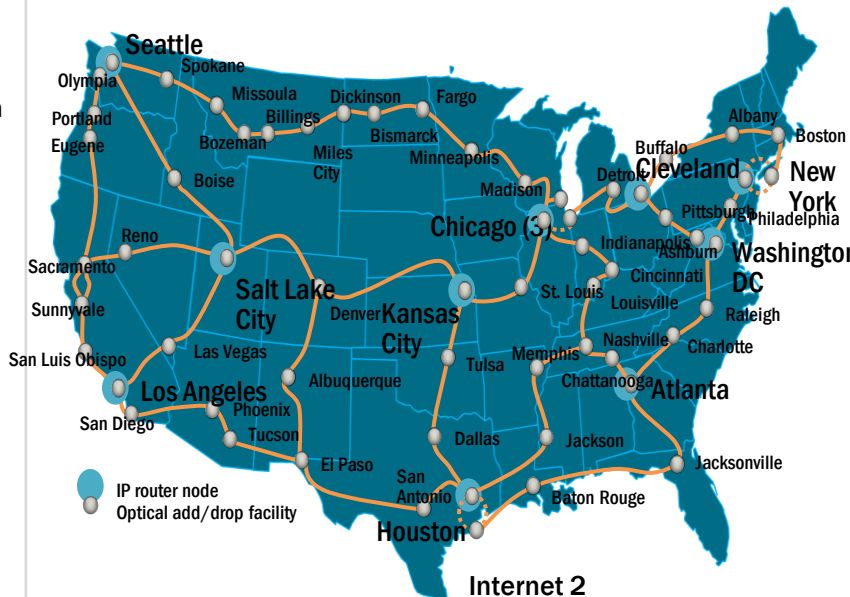 Seattle
Spokane
Olympia
Missoula
Dickinson
Fargo
Portland
Billings
Albany
Eugene
Bozeman
Bismarck
Buffalo
Boston
Miles
City
Minneapolis
Detroit
Cleveland
New
York
Boise
Madison
Pittsburgh
Philadelphia
Chicago (3)
Reno
Indianapolis
Ashburn
Washington
DC
Sacramento
Cincinnati
Salt Lake
City
Denver
Kansas
City
St. Louis
Louisville
Sunnyvale
Raleigh
San Luis Obispo
Las Vegas
Tulsa
Memphis
Nashville
Charlotte
Los Angeles
Albuquerque
Chattanooga
Atlanta
San Diego
Phoenix
Tucson
Dallas
Jackson
El Paso
San
Antonio
Jacksonville
IP router node
Optical add/drop facility
Baton Rouge
Houston
Internet 2